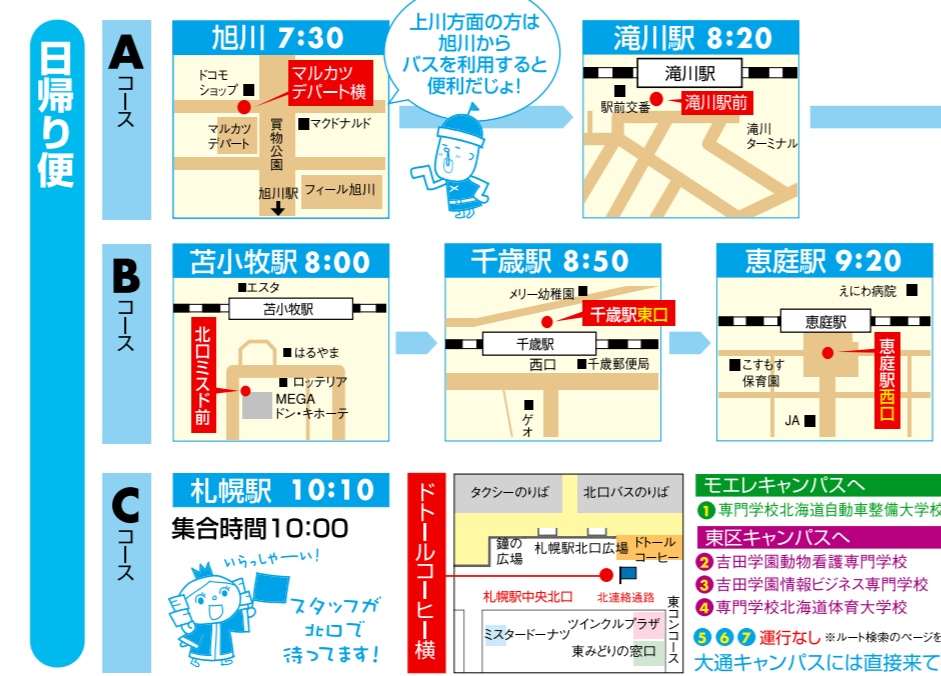 日帰り便
A
コース
旭川 7:30
ドコモ
ショップ
マルカツ
デパート横
マルカツ
デパート
買物公園
マクドナルド
旭川駅
フィール旭川
上川方面の方は
旭川から
バスを利用すると
便利だじょ!
滝川駅 8:20
滝川駅
駅前交番
滝川駅前
滝川
ターミナル
B
コース
苫小牧駅 8:00
エスタ
苫小牧駅
北口ミスド前
はるやま
ロッテリア
MEGA
ドン・キホーテ
千歳駅 8:50
メリー幼稚園
千歳駅東口
千歳駅
西口
千歳郵便局
ゲオ
恵庭駅 9:20
えにわ病院
恵庭駅
こすもす
保育園
恵庭駅西口
JA
C
コース
札幌駅 10:10
集合時間10:00
いらっしゃーい!
スタッフが
北口で
待ってます!
ドトールコーヒー横
タクシーのりば
北口バスのりば
鐘の
広場
札幌駅北口広場
ドトール
コーヒー
札幌駅中央北口
北連絡通路
東コンコース
ミスタードーナツ
ツインクルプラザ
東みどりの窓口
モエレキャンパスへ
1 専門学校北海道自動車整備大学校
東区キャンパスへ
2 吉田学園動物看護専門学校
3 吉田学園情報ビジネス専門学校
4 専門学校北海道体育大学校
5 6 7 運行なし ※ルート検索のページを
大通キャンパスには直接来て